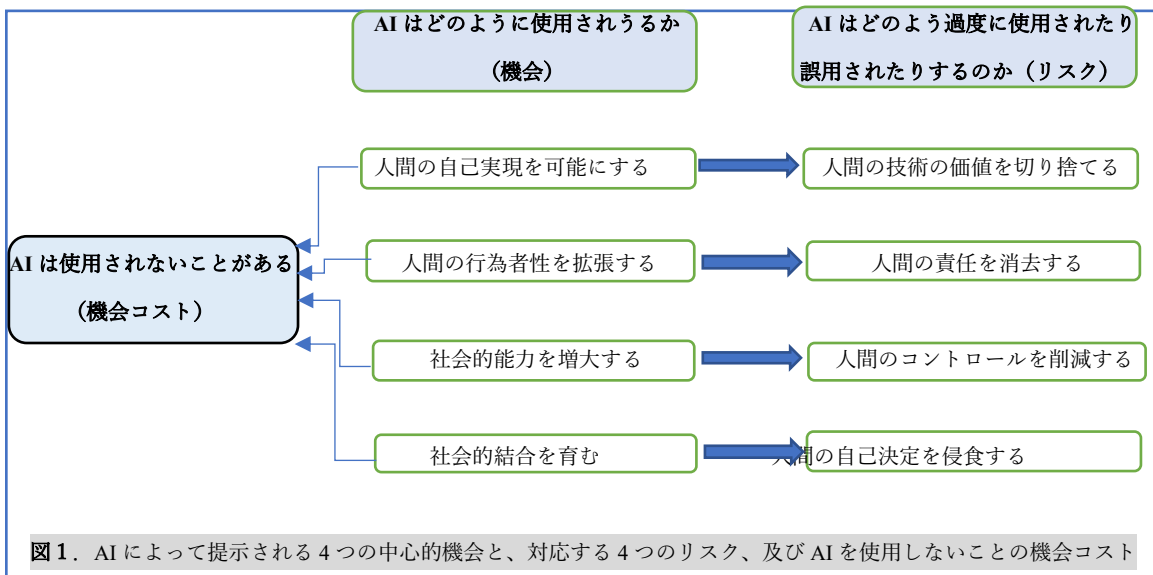 AI はどのように使用されうるか
（機会）
AI はどのよう過度に使用されたり
誤用されたりするのか（リスク）
人間の自己実現を可能にする
人間の技術の価値を切り捨てる
AI は使用されないことがある
（機会コスト）
人間の行為者性を拡張する
人間の責任を消去する
社会的能力を増大する
人間のコントロールを削減する
社会的結合を育む
人間の自己決定を侵食する
図１．AI によって提示される 4 つの中心的機会と、対応する 4 つのリスク、及び AI を使用しないことの機会コスト